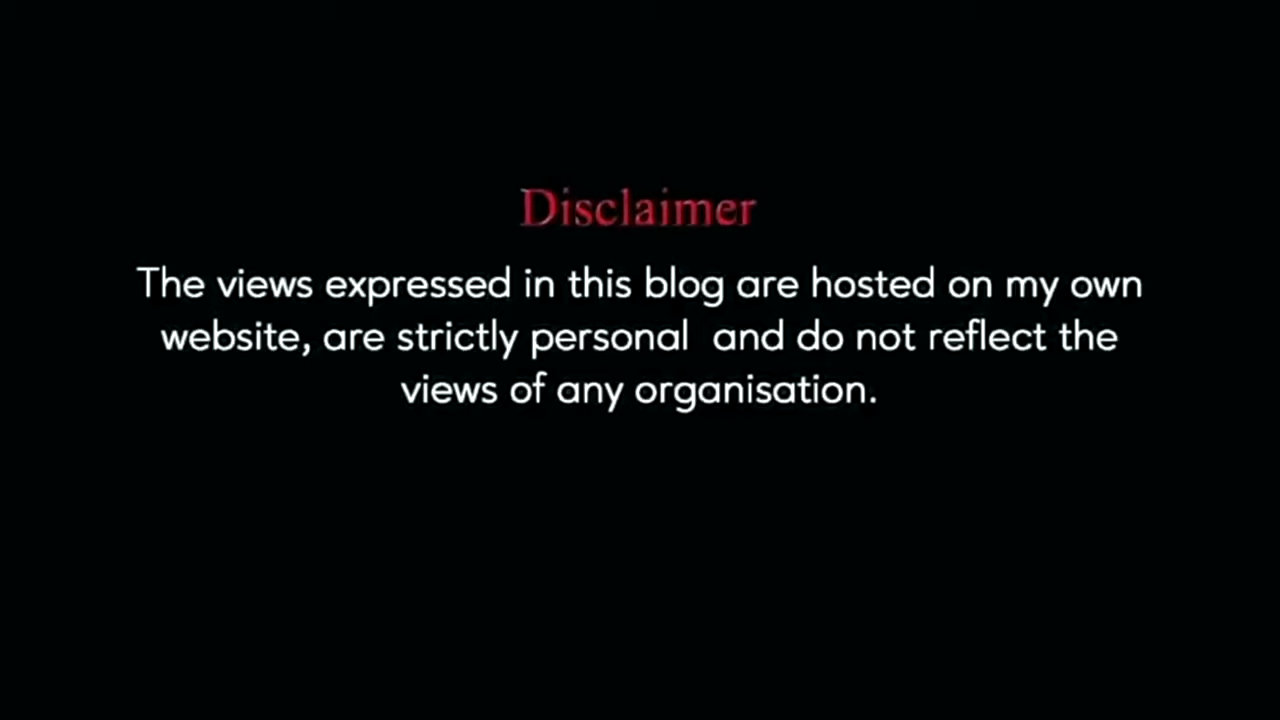 Disclaimer
The views expressed in this blog are hosted on my own
website, are strictly personal  and do not reflect the
views of any organisation.